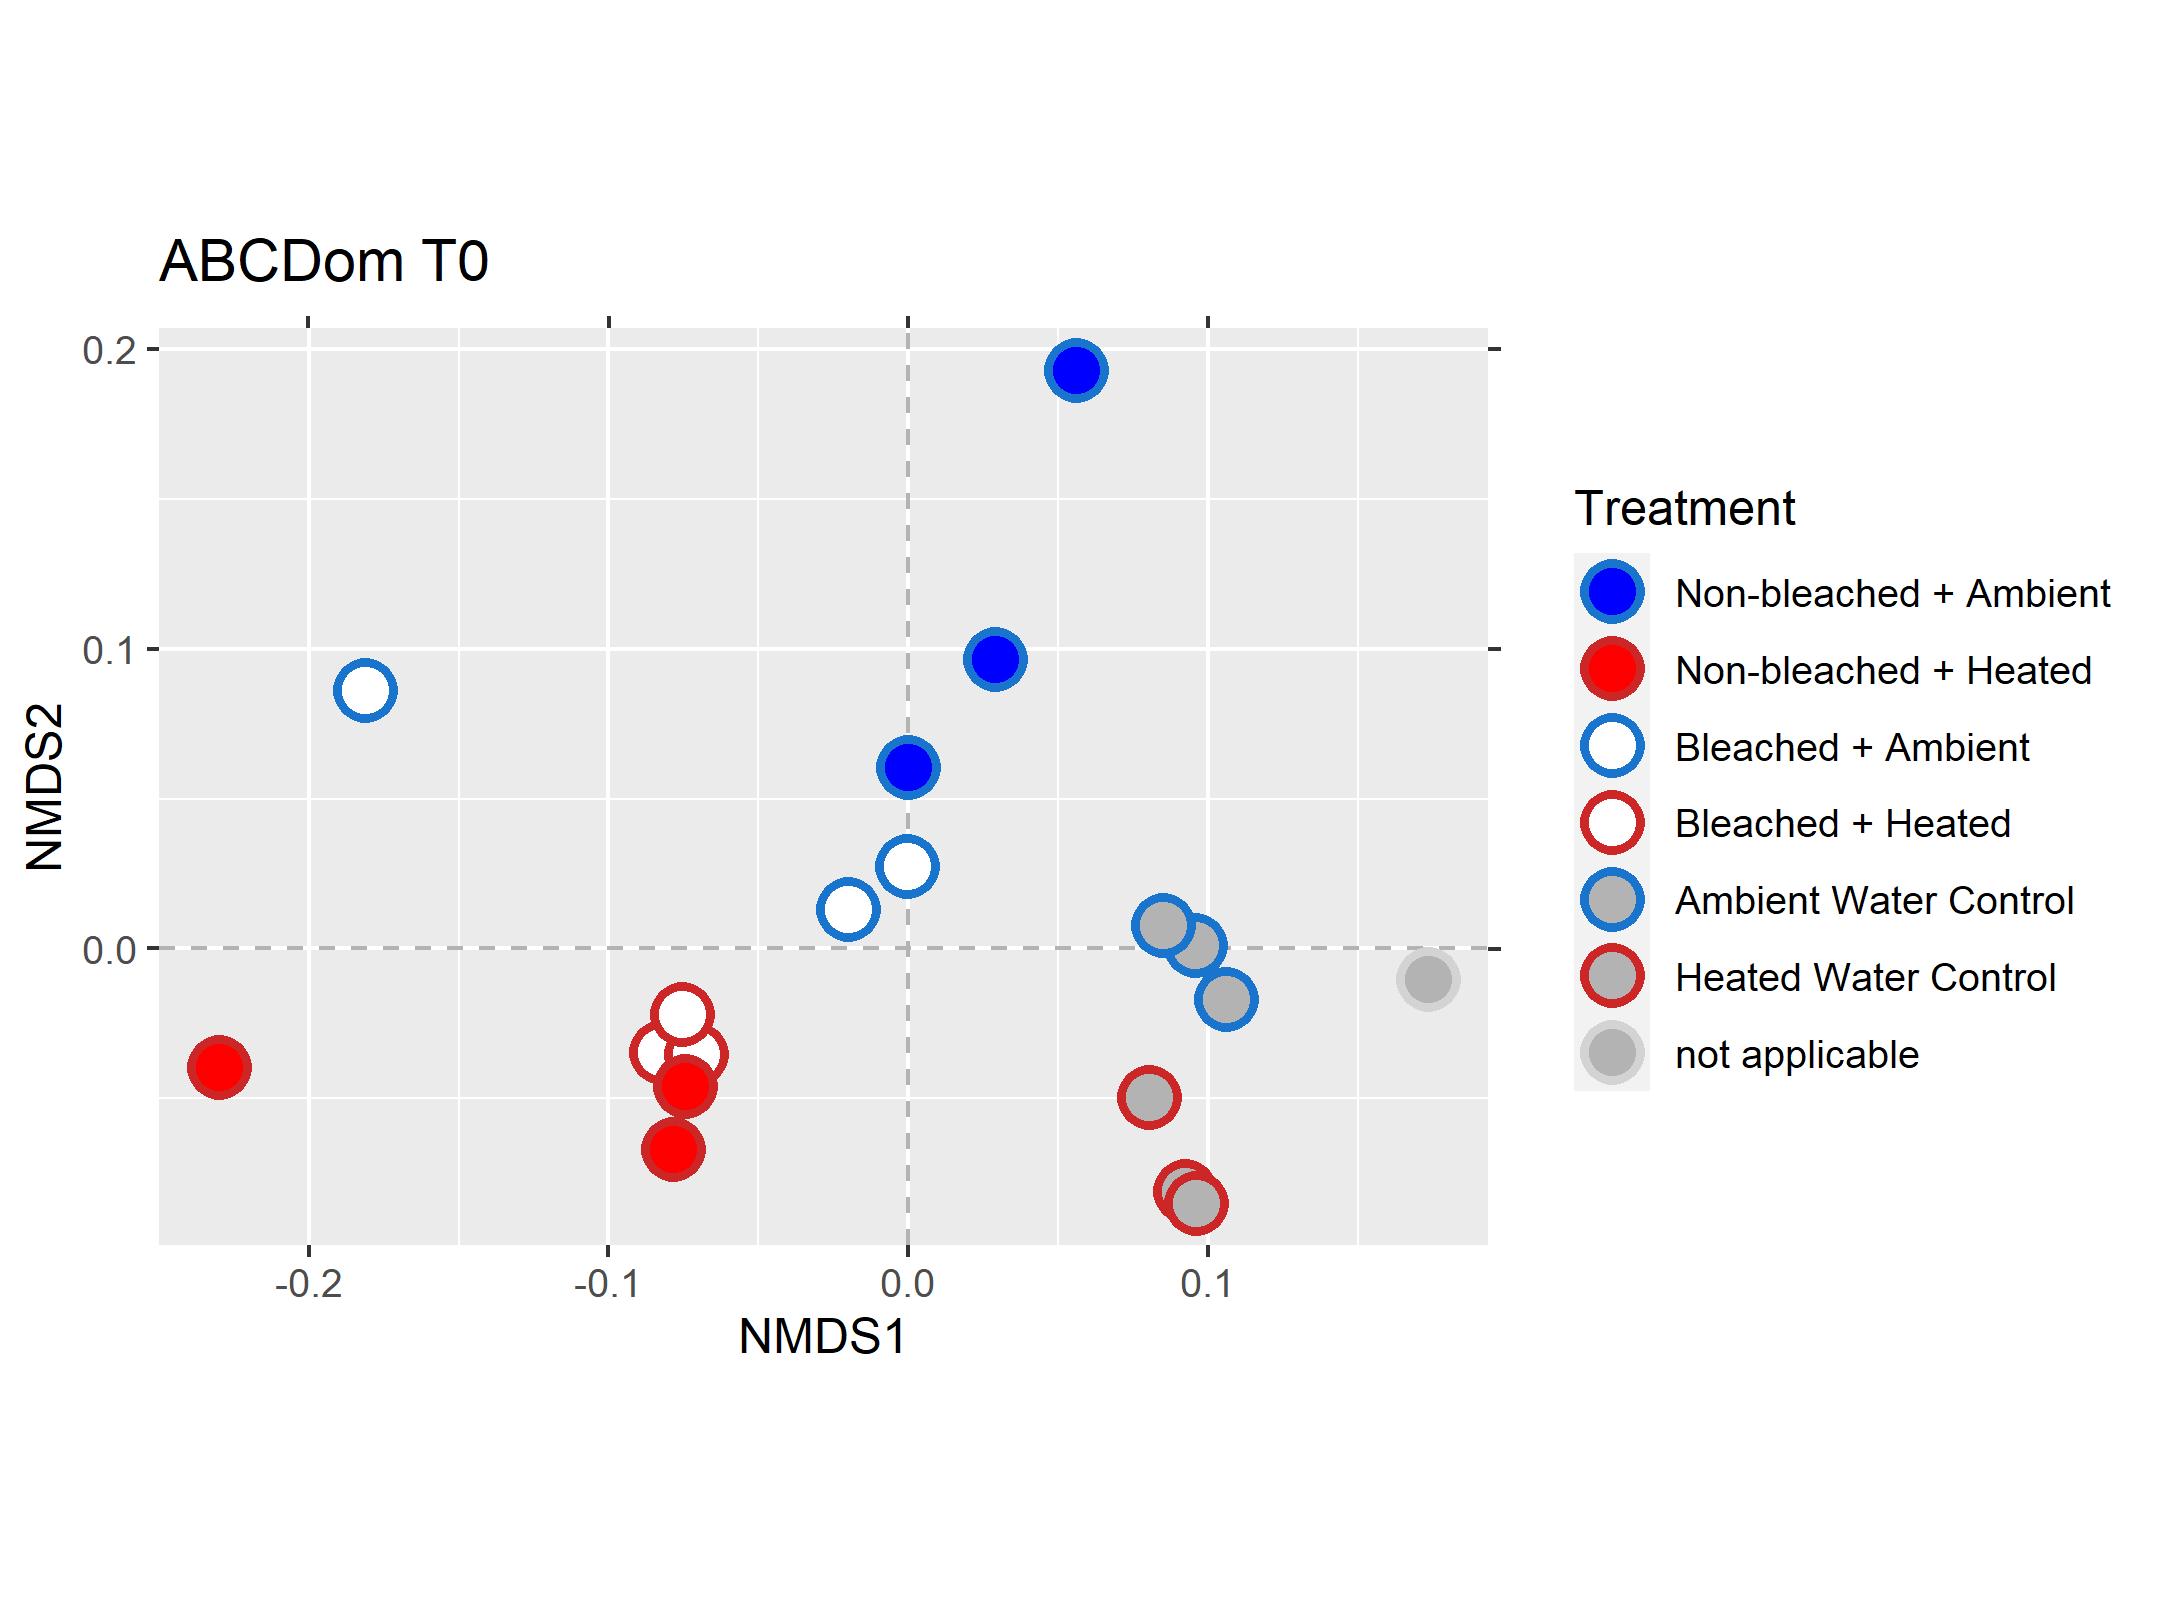 ABCDom T0
0.2
0.1
0.0
NMDS2
-0.2 -0.1 0.0 0.1
NMDS1
Treatment
Non-bleached + Ambient
Non-bleached + Heated
Bleached + Ambient
Bleached + Heated
Ambient Water Control
Heated Water Control
not applicable